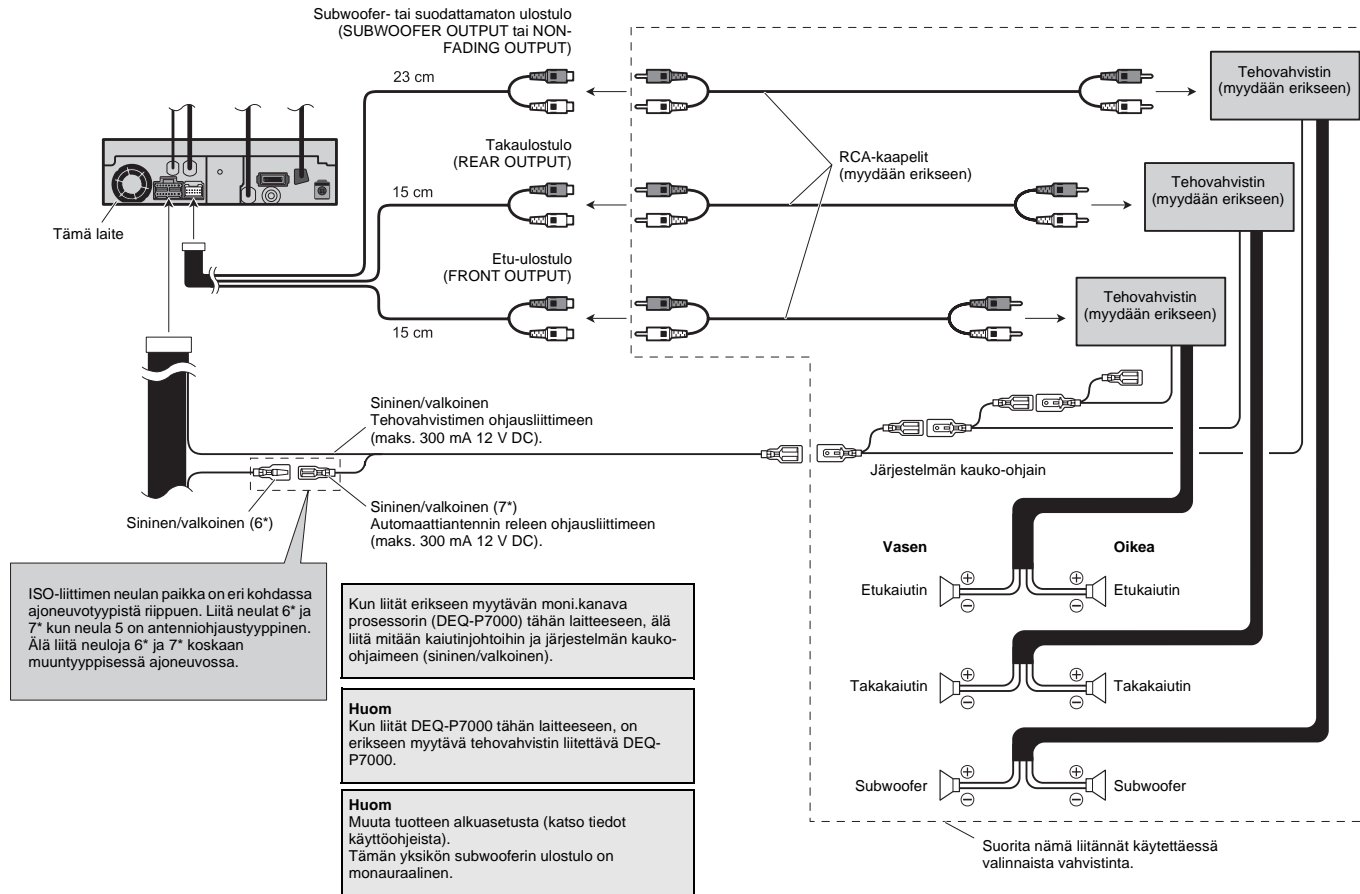 Subwoofer- tai suodattamaton ulostulo
(SUBWOOFER OUTPUT tai NON-
FADING OUTPUT)
23 cm
Tehovahvistin
(myydään erikseen)
Takaulostulo
(REAR OUTPUT)
15 cm
RCA-kaapelit
(myydään erikseen)
Tehovahvistin
(myydään erikseen)
Tämä laite
Etu-ulostulo
(FRONT OUTPUT)
15 cm
Tehovahvistin
(myydään erikseen)
Sininen/valkoinen
Tehovahvistimen ohjausliittimeen
(maks. 300 mA 12 V DC).
Järjestelmän kauko-ohjain
Sininen/valkoinen (6*)
Sininen/valkoinen (7*)
Automaattiantennin releen ohjausliittimeen
(maks. 300 mA 12 V DC).
ISO-liittimen neulan paikka on eri kohdassa
ajoneuvotyypistä riippuen. Liitä neulat 6* ja
7* kun neula 5 on antenniohjaustyyppinen.
Älä liitä neuloja 6* ja 7* koskaan
muuntyyppisessä ajoneuvossa.
Kun liität erikseen myytävän moni.kanava
prosessorin (DEQ-P7000) tähän laitteeseen, älä
liitä mitään kaiutinjohtoihin ja järjestelmän kauko-
ohjaimeen (sininen/valkoinen).
Huom
Kun liität DEQ-P7000 tähän laitteeseen, on
erikseen myytävä tehovahvistin liitettävä DEQ-
P7000.
Huom
Muuta tuotteen alkuasetusta (katso tiedot
käyttöohjeista).
Tämän yksikön subwooferin ulostulo on
monauraalinen.
Vasen
Oikea
Etukaiutin
⊕
⊖
⊕
⊖
Etukaiutin
Takakaiutin
⊕
⊖
⊕
⊖
Takakaiutin
Subwoofer
⊕
⊖
⊕
⊖
Subwoofer
Suorita nämä liitännät käytettäessä
valinnaista vahvistinta.